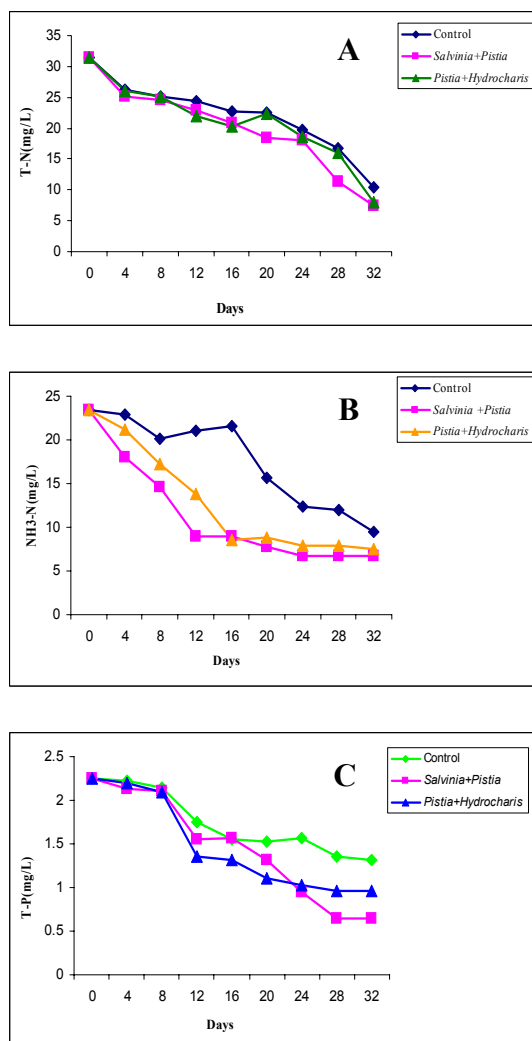 A
35
30
25
20
15
10
5
0
T-N(mg/L)
0 4 8 12 16 20 24 28 32
Days
Control
Salvinia+Pistia
Pistia+Hydrocharis
B
25
20
15
10
5
0
NH3-N(mg/L)
0 4 8 12 16 20 24 28 32
Days
Control
Salvinia +Pistia
Pistia+Hydrocharis
C
2.5
2
1.5
1
0.5
0
T-P(mg/L)
0 4 8 12 16 20 24 28 32
Days
Control
Salvinia+Pistia
Pistia+Hydrocharis